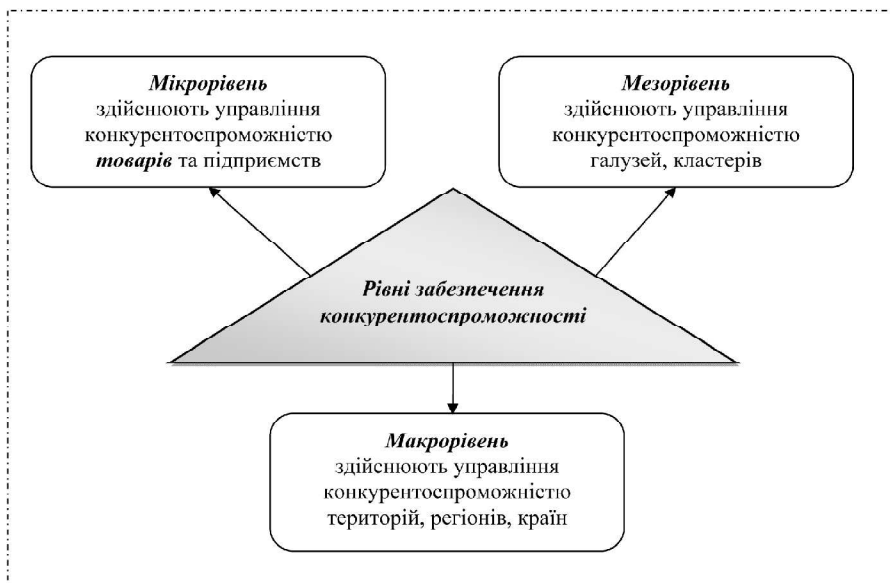 Мікрорівень
здійснюють управління
конкурентоспроможністю
товарів та підприємств
Мезорівень
здійснюють управління
конкурентоспроможністю
галузей, кластерів
Рівні забезпечення
конкурентоспроможності
Макрорівень
здійснюють управління
конкурентоспроможністю
територій, регіонів, країн